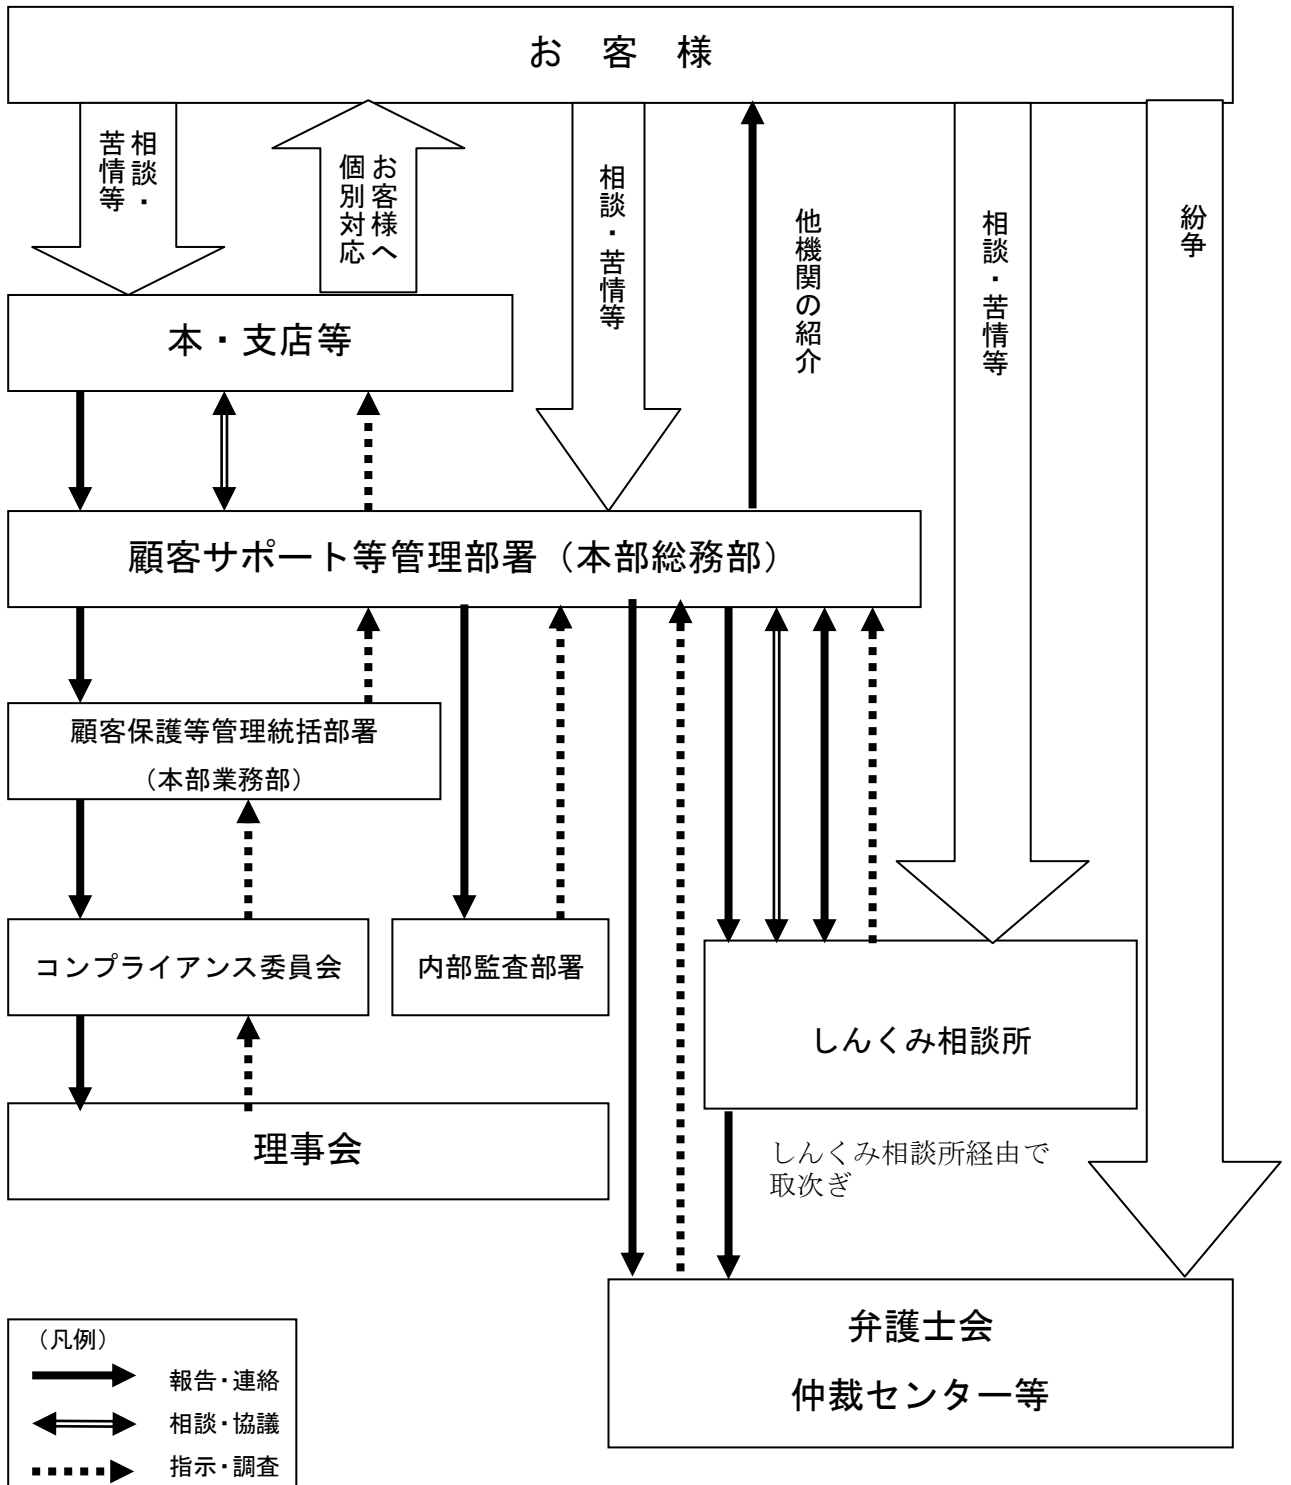 お 客 様
相談・
苦情等
お客様へ
個別対応
相談・苦情等
他機関の紹介
相談・苦情等
紛争
本・支店等
顧客サポート等管理部署（本部総務部）
顧客保護等管理統括部署
（本部業務部）
コンプライアンス委員会
内部監査部署
しんくみ相談所
理事会
しんくみ相談所経由で
取次ぎ
弁護士会
仲裁センター等
（凡例）
報告・連絡
相談・協議
指示・調査